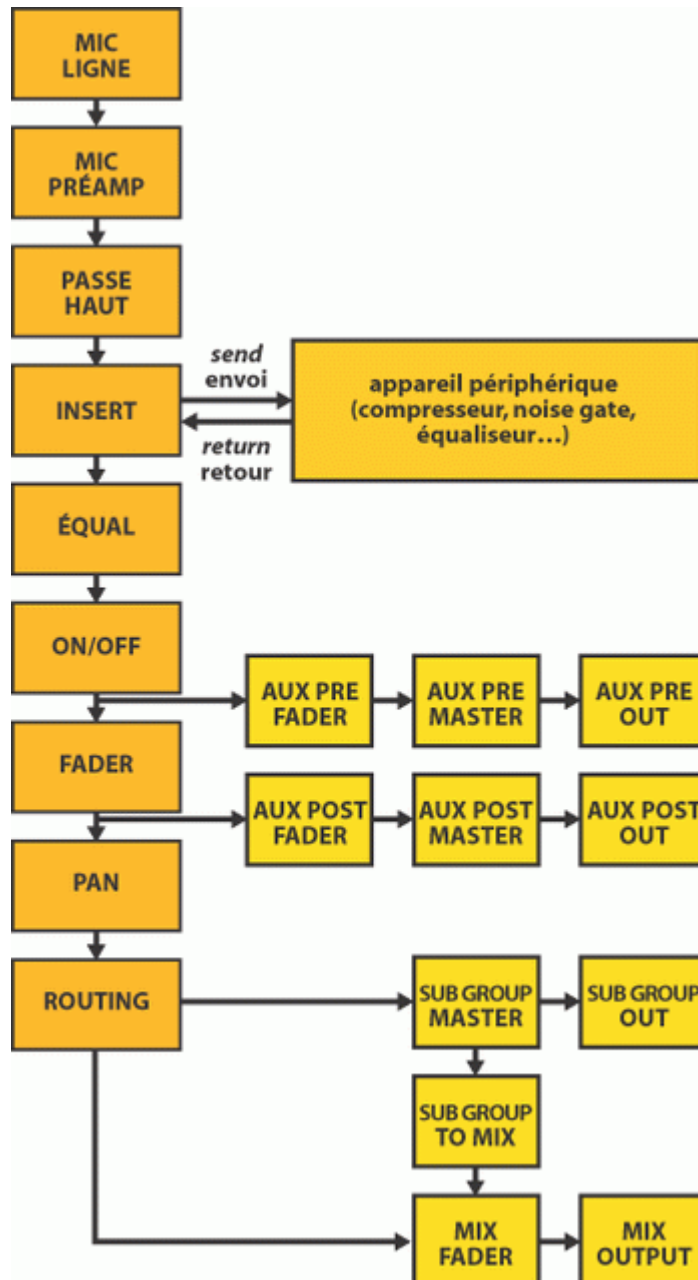 MIC
LIGNE
MIC
PRÉAMP
PASSE
HAUT
send
envoi
INSERT
return
retour
appareil périphérique
(compresseur, noise gate,
équaliseur...)
ÉQUAL
ON/OFF
AUX PRE
FADER
AUX PRE
MASTER
AUX PRE
OUT
FADER
AUX POST
FADER
AUX POST
MASTER
AUX POST
OUT
PAN
ROUTING
SUB GROUP
MASTER
SUB GROUP
OUT
SUB GROUP
TO MIX
MIX
FADER
MIX
OUTPUT